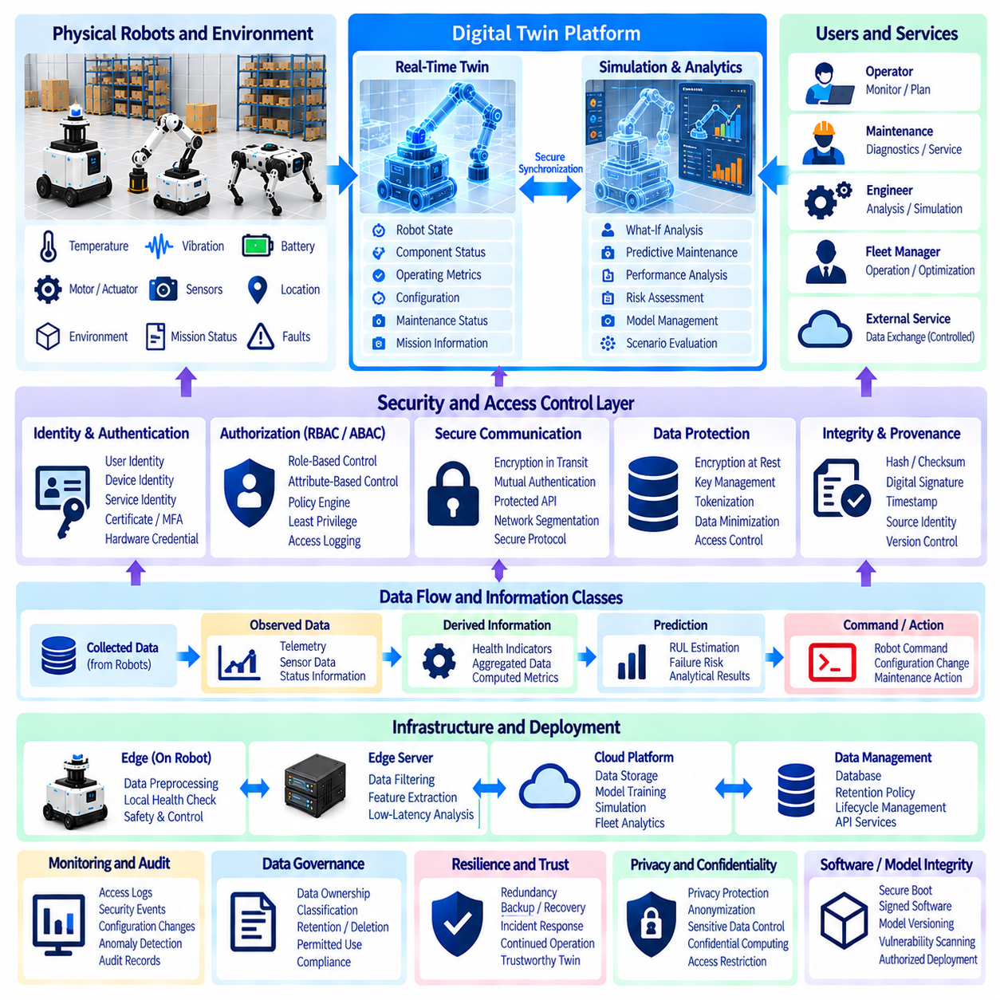 Physical Robots and Environment
Temperature
Vibration
Battery
Motor / Actuator
Sensors
Location
Environment
Mission Status
Faults
Digital Twin Platform
Real-Time Twin
Robot State
Component Status
Operating Metrics
Configuration
Maintenance Status
Mission Information
Secure
Synchronization
Simulation & Analytics
What-If Analysis
Predictive Maintenance
Performance Analysis
Risk Assessment
Model Management
Scenario Evaluation
Users and Services
Operator
Monitor / Plan
Maintenance
Diagnostics / Service
Engineer
Analysis / Simulation
Fleet Manager
Operation / Optimization
External Service
Data Exchange (Controlled)
Security and Access Control Layer
Identity & Authentication
User Identity
Device Identity
Service Identity
Certificate / MFA
Hardware Credential
Authorization (RBAC / ABAC)
Role-Based Control
Attribute-Based Control
Policy Engine
Least Privilege
Access Logging
Secure Communication
Encryption in Transit
Mutual Authentication
Protected API
Network Segmentation
Secure Protocol
Data Protection
Encryption at Rest
Key Management
Tokenization
Data Minimization
Access Control
Integrity & Provenance
Hash / Checksum
Digital Signature
Timestamp
Source Identity
Version Control
Data Flow and Information Classes
Collected Data
(from Robots)
Observed Data
Telemetry
Sensor Data
Status Information
Derived Information
Health Indicators
Aggregated Data
Computed Metrics
Prediction
RUL Estimation
Failure Risk
Analytical Results
Command / Action
Robot Command
Configuration Change
Maintenance Action
Infrastructure and Deployment
Edge (On Robot)
Data Preprocessing
Local Health Check
Safety & Control
Edge Server
Data Filtering
Feature Extraction
Low-Latency Analysis
Cloud Platform
Data Storage
Model Training
Simulation
Fleet Analytics
Data Management
Database
Retention Policy
Lifecycle Management
API Services
Monitoring and Audit
Access Logs
Security Events
Configuration Changes
Anomaly Detection
Audit Records
Data Governance
Data Ownership
Classification
Retention / Deletion
Permitted Use
Compliance
Resilience and Trust
Redundancy
Backup / Recovery
Incident Response
Continued Operation
Trustworthy Twin
Privacy and Confidentiality
Privacy Protection
Anonymization
Sensitive Data Control
Confidential Computing
Access Restriction
Software / Model Integrity
Secure Boot
Signed Software
Model Versioning
Vulnerability Scanning
Authorized Deployment